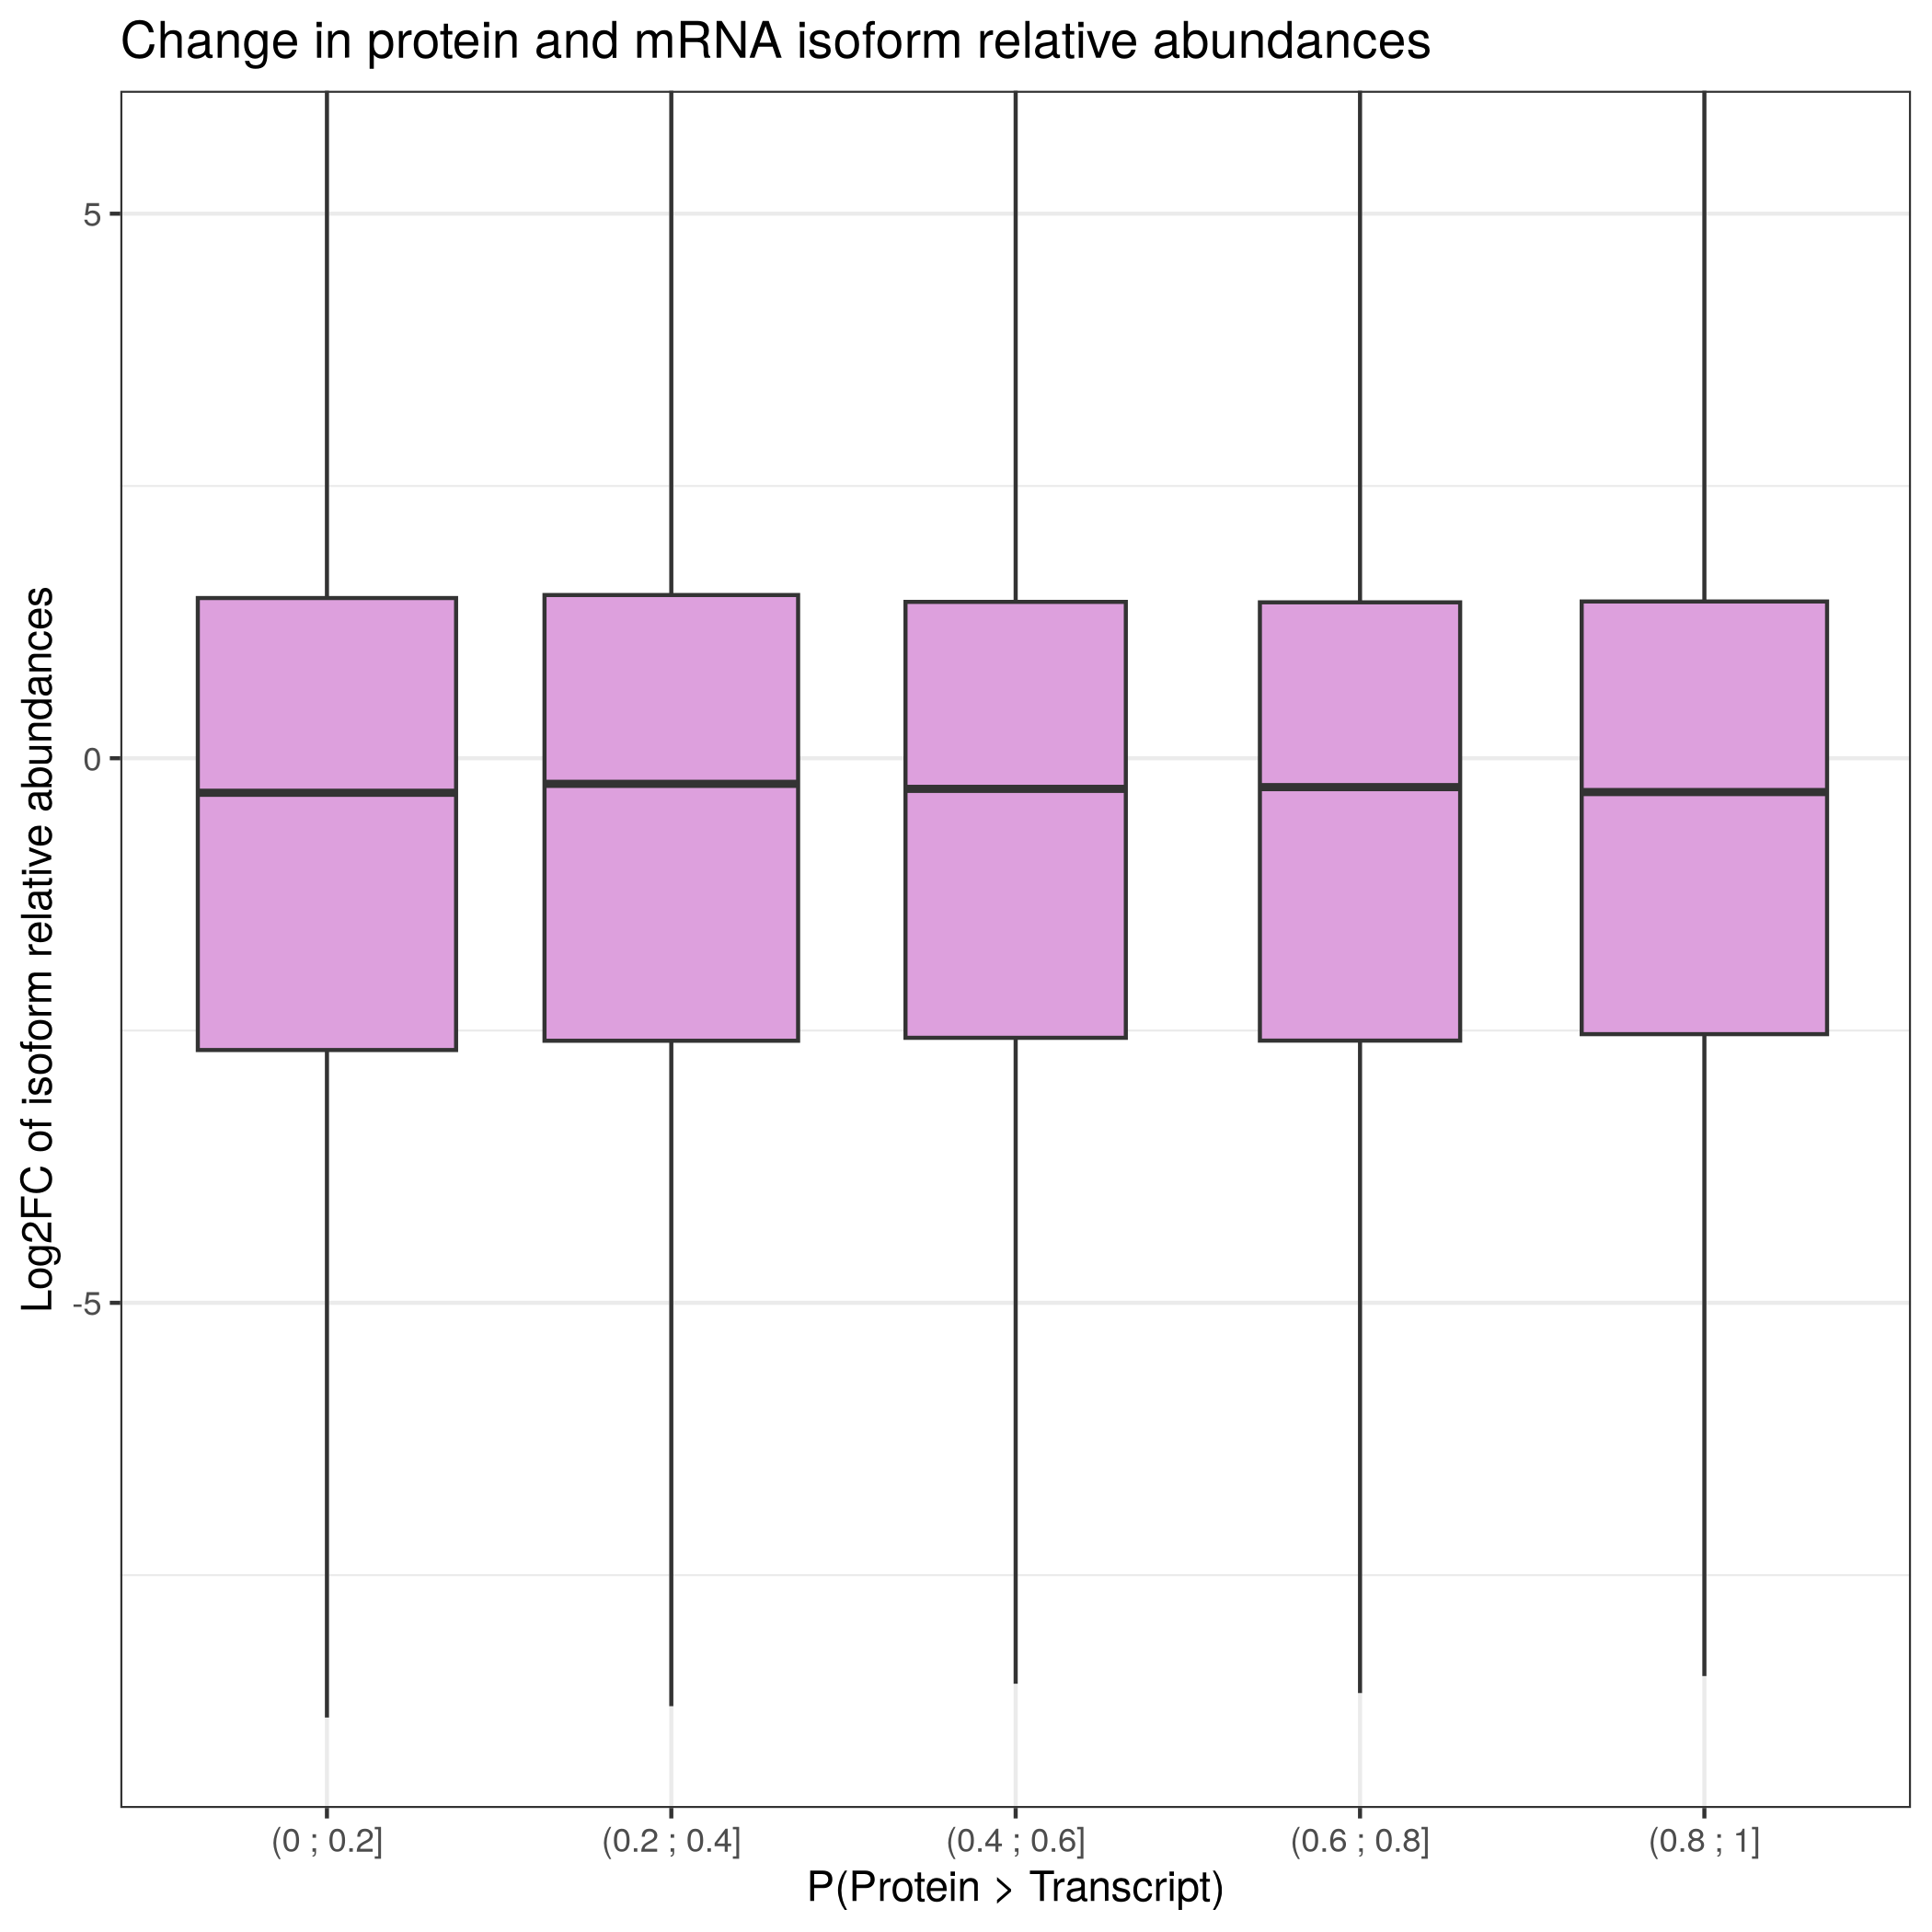 Change in protein and mRNA isoform relative abundances
Log2FC of isoform relative abundances
5
0
-5
(0 ; 0.2]
(0.2 ; 0.4]
(0.4 ; 0.6]
(0.6 ; 0.8]
(0.8 ; 1]
P(Protein > Transcript)